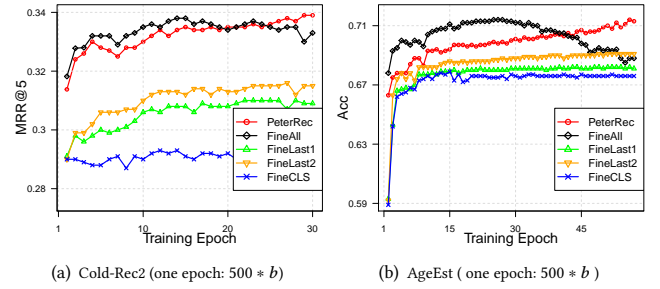 0.34
0.32
0.3
0.28
MRR@5
PeterRec
FineAll
FineLast1
FineLast2
FineCLS
1
10
20
30
Training Epoch
(a) Cold-Rec2 (one epoch: 500 * b)
0.71
0.67
0.63
0.59
Acc
PeterRec
FineAll
FineLast1
FineLast2
FineCLS
1
15
30
45
Training Epoch
(b) AgeEst ( one epoch: 500 * b )